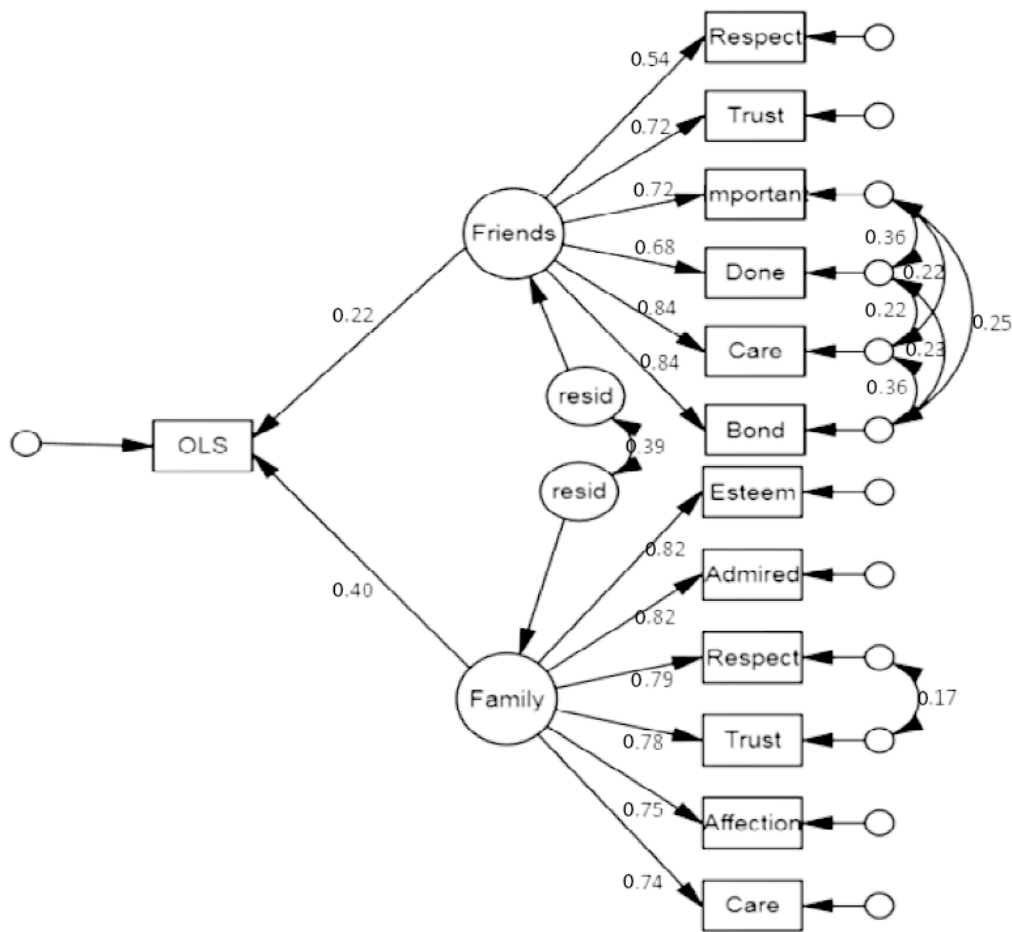 Respect
0.54
Trust
0.72
mportant
0.72
Friends
0.68
Done
0.36
0.22
0.84
0.22
0.22
Care
0.25
0.23
0.84
0.36
resid
Bond
OLS
0.39
resid
Esteem
0.82
Admired
0.40
0.82
Respect
0.79
Family
0.17
Trust
0.78
0.75
Affection
0.74
Care